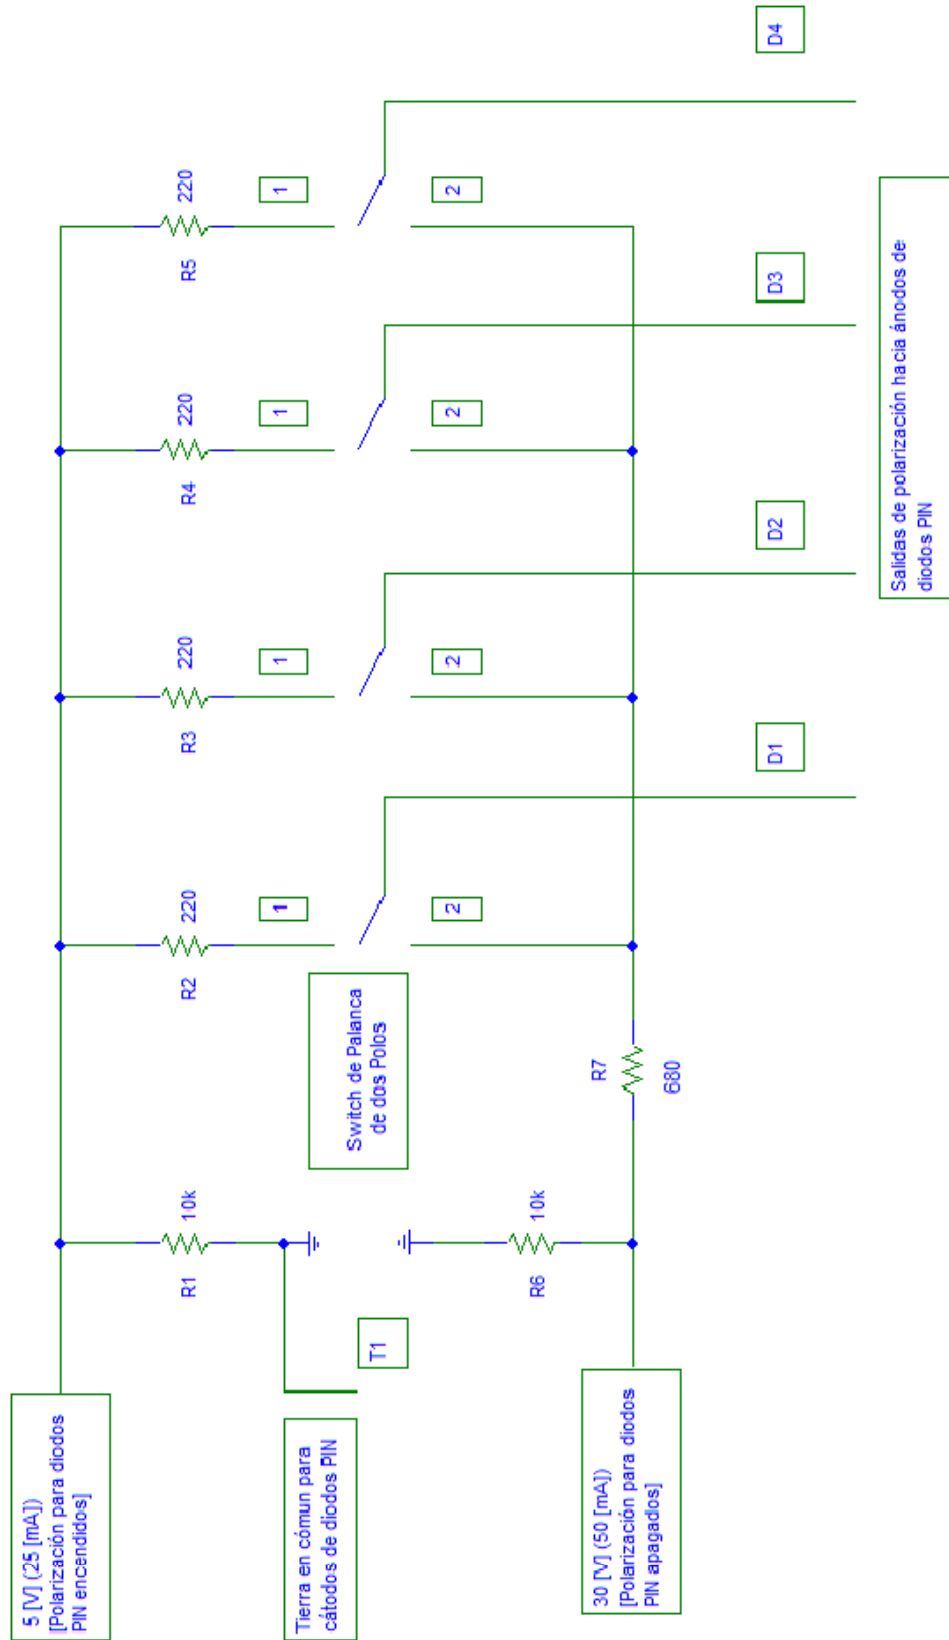 5 [V] (25 [mA])
[Polarización para diodos
PIN encendidos]
Tierra en cómun para
cátodos de diodos PIN
T1
30 [V] (50 [mA])
[Polarización para diodos
PIN apagados]
R1
10k
R6
10k
R7
680
Switch de Palanca
de dos Polos
R2
220
1
2
D1
R3
220
1
2
D2
R4
220
1
2
D3
R5
220
1
2
D4
Salidas de polarización hacia ánodos de
diodos PIN